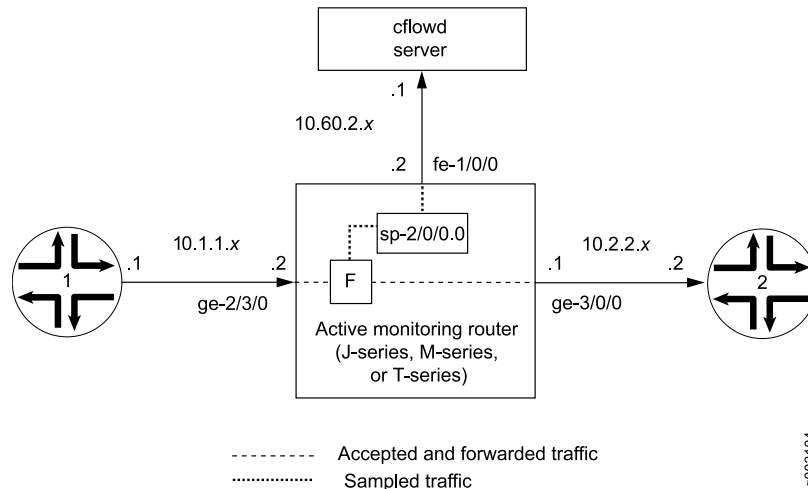 cflowd
server
.1
10.60.2.x
.2
fe-1/0/0
sp-2/0/0.0
10.1.1.x
10.2.2.x
1
.1
.2
F
.1
.2
2
ge-2/3/0
ge-3/0/0
Active monitoring router
(J-series, M-series,
or T-series)
Accepted and forwarded traffic
Sampled traffic